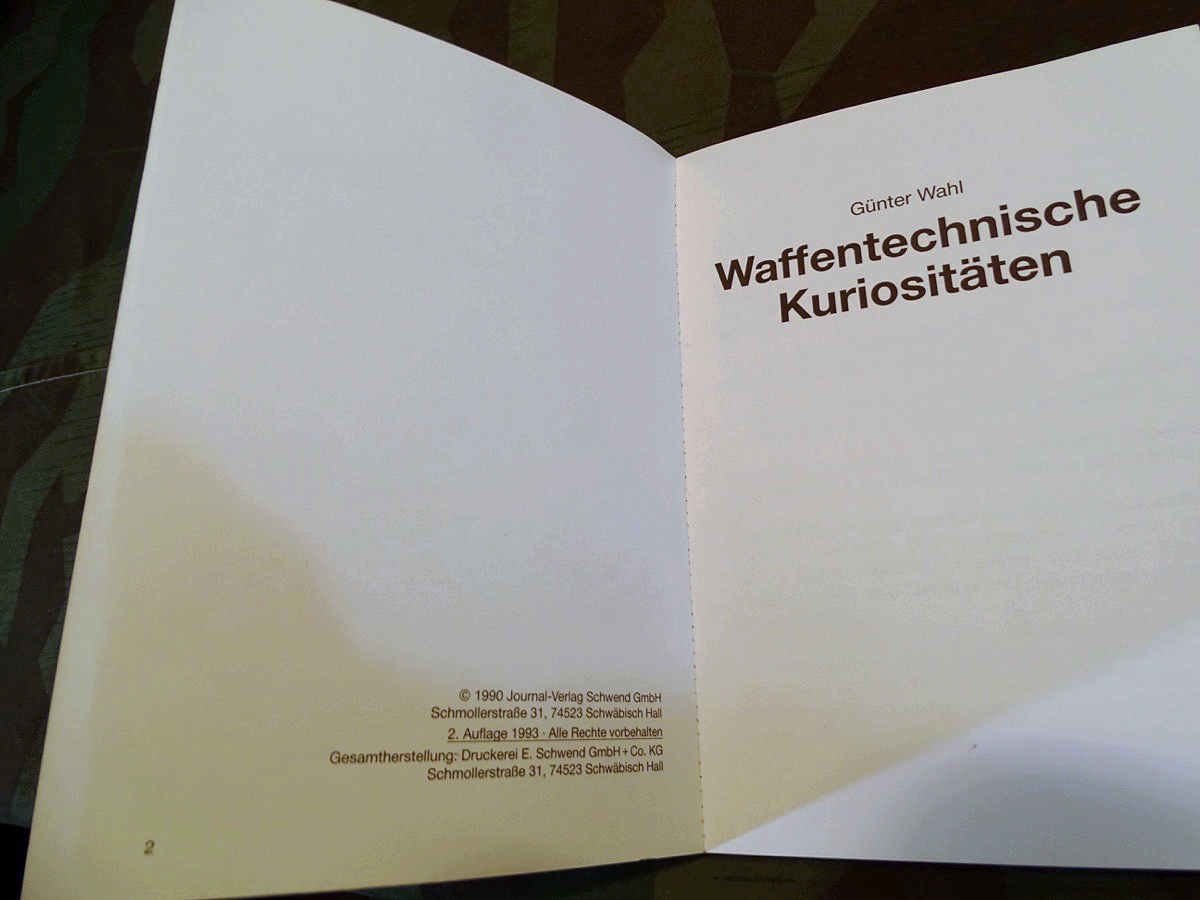 © 1990 Journal-Verlag Schwend GmbH
Schmollerstraße 31, 74523 Schwäbisch Hall
2. Auflage 1993 · Alle Rechte vorbehalten
Gesamtherstellung: Druckerei E. Schwend GmbH + Co. KG
Schmollerstraße 31, 74523 Schwäbisch Hall
2
Günter Wahl
Waffentechnische
Kuriositäten